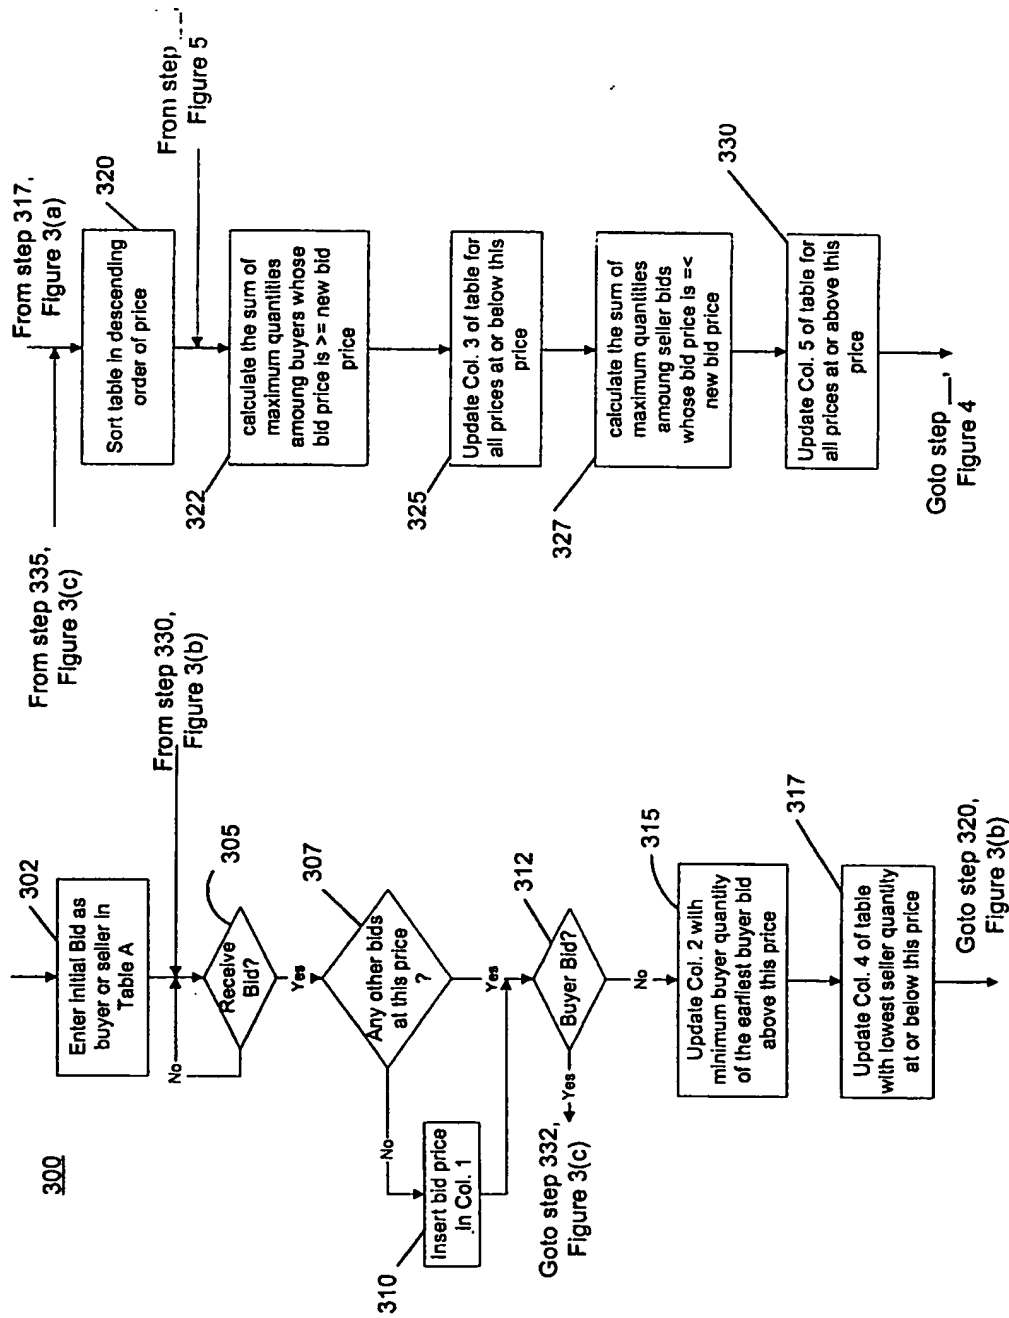 300
302
Enter Initial Bid as
buyer or seller in
Table A
From step 330,
Figure 3(b)
305
Receive
Bid?
No
Yes
307
Any other bids
at this price
?
No
Yes
310
Insert bid price
in Col. 1
312
Buyer Bid?
Yes
Goto step 332,
Figure 3(c)
No
315
Update Col. 2 with
minimum buyer quantity
of the earliest buyer bid
above this price
317
Update Col. 4 of table
with lowest seller quantity
at or below this price
Goto step 320,
Figure 3(b)
From step 335,
Figure 3(c)
From step 317,
Figure 3(a)
320
Sort table in descending
order of price
From step __,
Figure 5
322
calculate the sum of
maximum quantities
amoung buyers whose
bid price is >= new bid
price
325
Update Col. 3 of table for
all prices at or below this
price
327
calculate the sum of
maximum quantities
amoung seller bids
whose bid price is =<
new bid price
330
Update Col. 5 of table for
all prices at or above this
price
Goto step __,
Figure 4